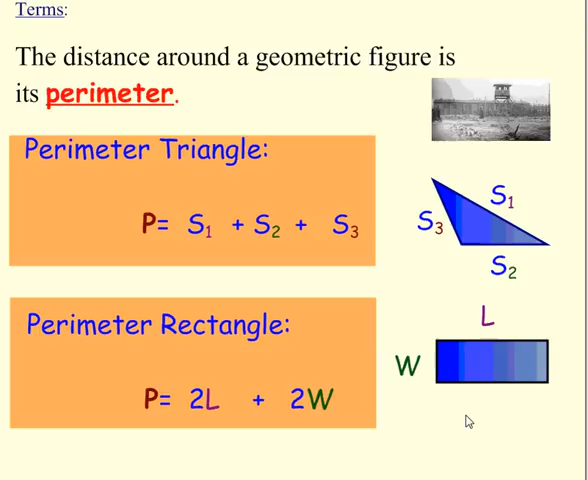 Terms:
The distance around a geometric figure is
its perimeter.
Perimeter Triangle:
P= S1 + S2 + S3
S1
S3
S2
Perimeter Rectangle:
L
W
P= 2L + 2W